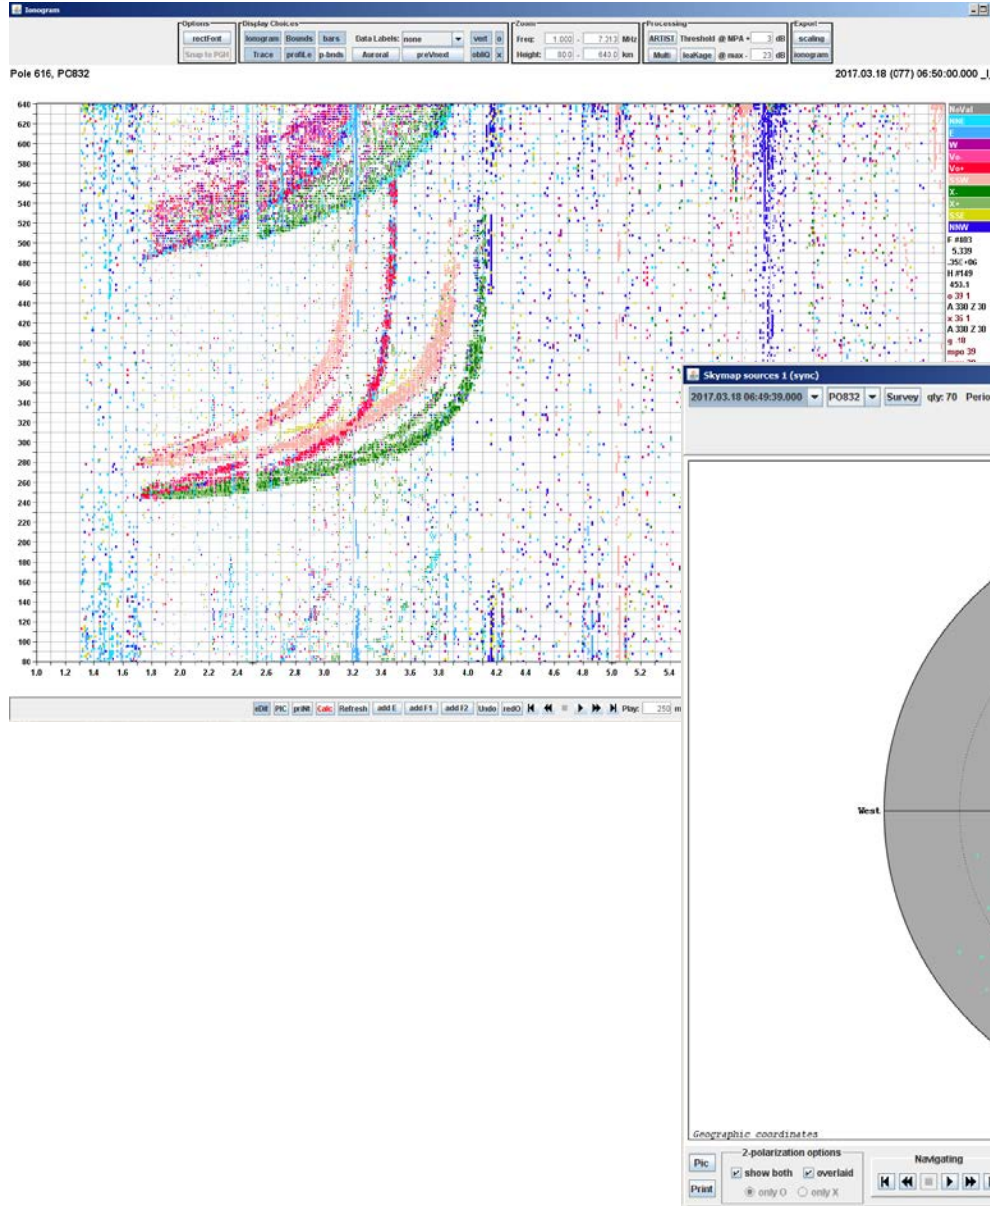 Ionogram
Options Display Choices Zoom Processing Export
rectFont Ionogram Bounds bars Data Labels: none vert o Freq: 1.000 - 7.313 MHz ARTIST Threshold @ MPA + 3 dB scaling
Snap to PGH Trace profiLe p-bnds Auroral preVnext obliQ x Height: 80.0 - 640.0 km Multi leaKage @ max - 23 dB ionogram
Pole 616, PO832 2017.03.18 (077) 06:50:00.000
640
620
600
580
560
540
520
500
480
460
440
420
400
380
360
340
320
300
280
260
240
220
200
180
160
140
120
100
80
1.0 1.2 1.4 1.6 1.8 2.0 2.2 2.4 2.6 2.8 3.0 3.2 3.4 3.6 3.8 4.0 4.2 4.4 4.6 4.8 5.0 5.2 5.4
NoVal
NNE
E
W
Vo-
Vo+
SSW
X-
X+
SSE
NNW
F #803
5.339
.35E+06
H #149
453.1
o 39 1
A 330 Z 30
x 36 1
A 330 Z 30
mpo 39
eDit PIC priNt Calc Refresh add E add F1 add F2 Undo redO Play: 250 m
Skymap sources 1 (sync)
2017.03.18 06:49:39.000 PO832 Survey qty: 70 Perio
West
Geographic coordinates
Pic 2-polarization options Navigating
show both overlaid
Print only O only X